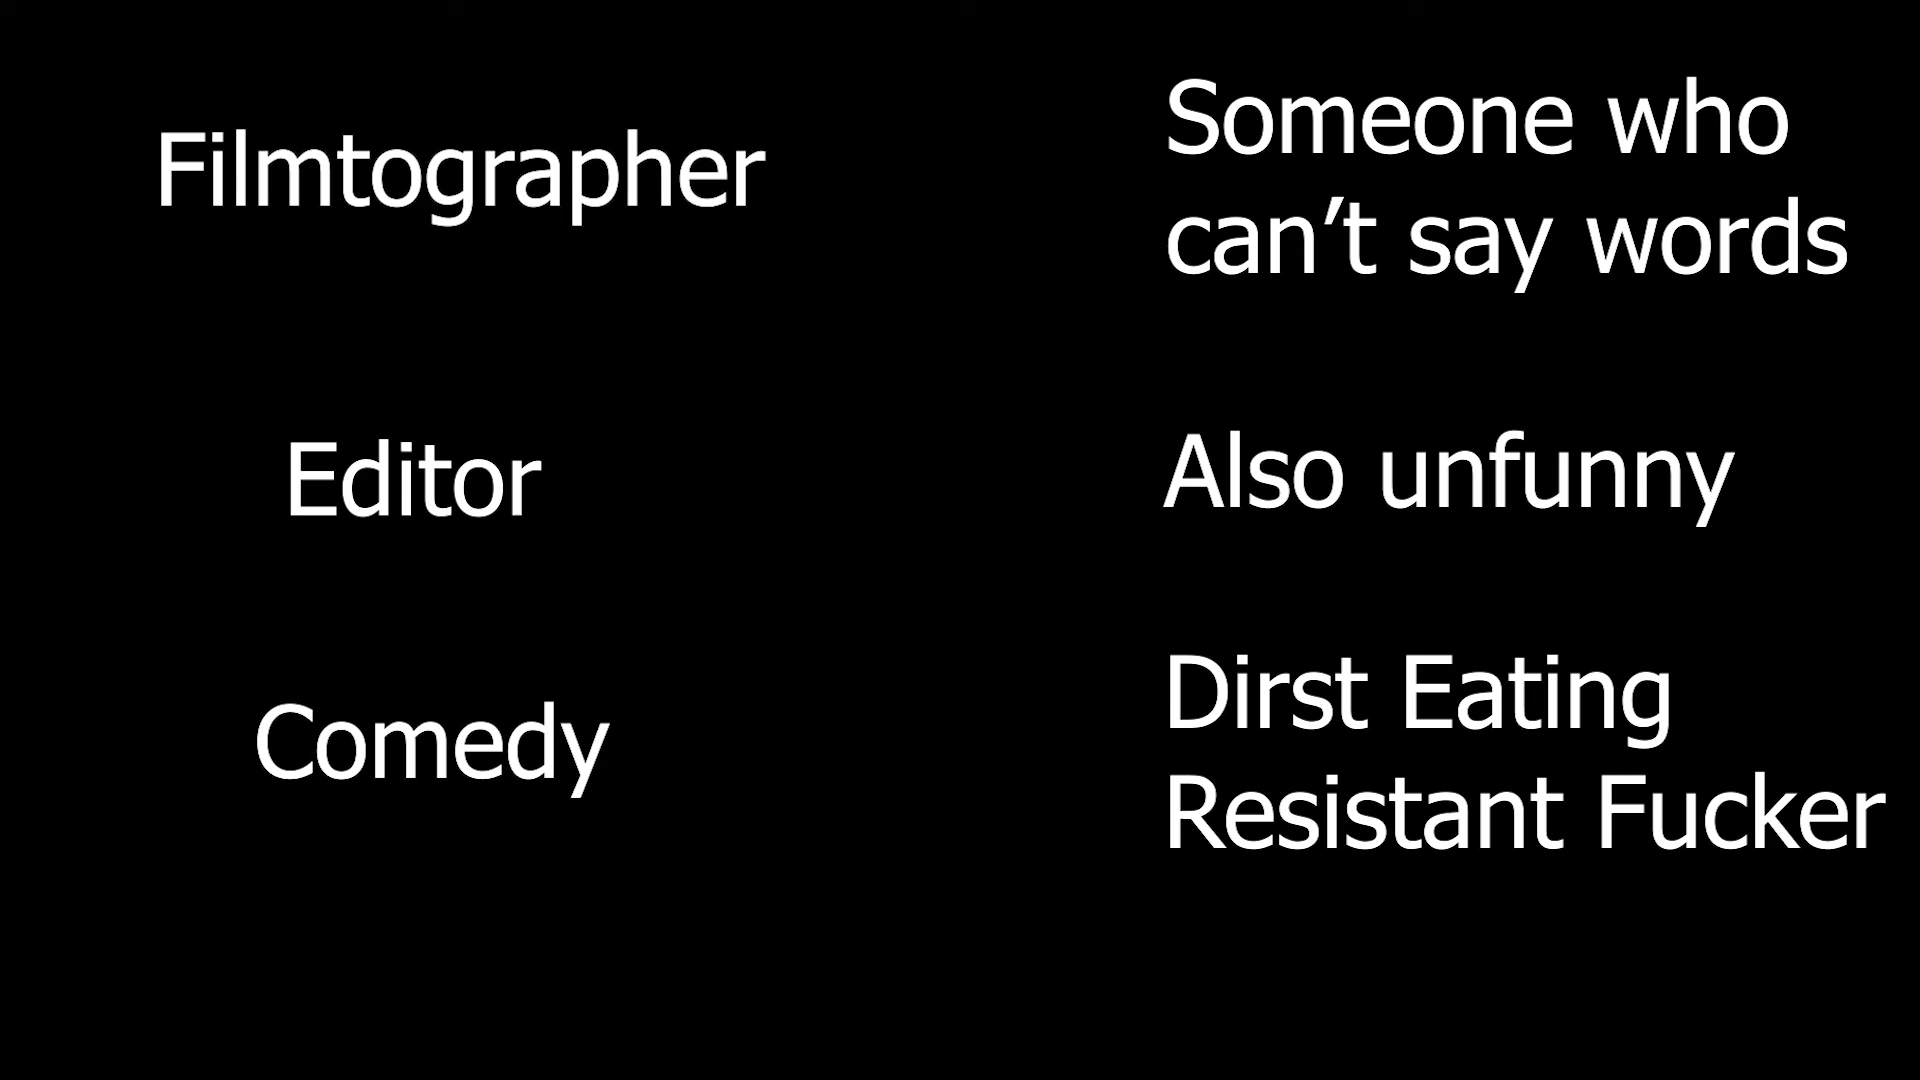 Filmtographer
Someone who
can’t say words
Editor
Also unfunny
Comedy
Dirst Eating
Resistant Fucker